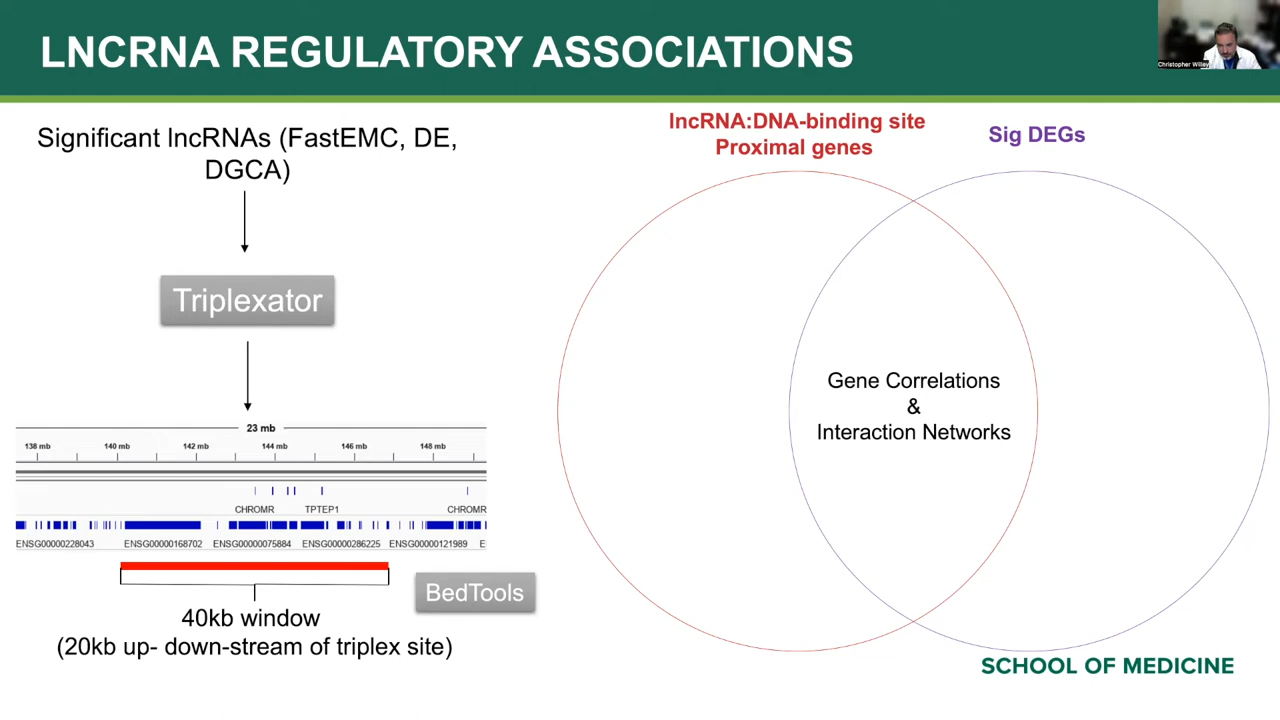 LNCRNA REGULATORY ASSOCIATIONS
Christopher Willey
Significant lncRNAs (FastEMC, DE,
DGCA)
Triplexator
23 mb
138 mb 140 mb 142 mb 144 mb 146 mb 148 mb
CHROMR TPTEP1 CHROMR
ENSG00000228043 ENSG00000168702 ENSG00000075884 ENSG00000286225 ENSG00000121989 E
BedTools
40kb window
(20kb up- down-stream of triplex site)
lncRNA:DNA-binding site
Proximal genes
Sig DEGs
Gene Correlations
&
Interaction Networks
SCHOOL OF MEDICINE